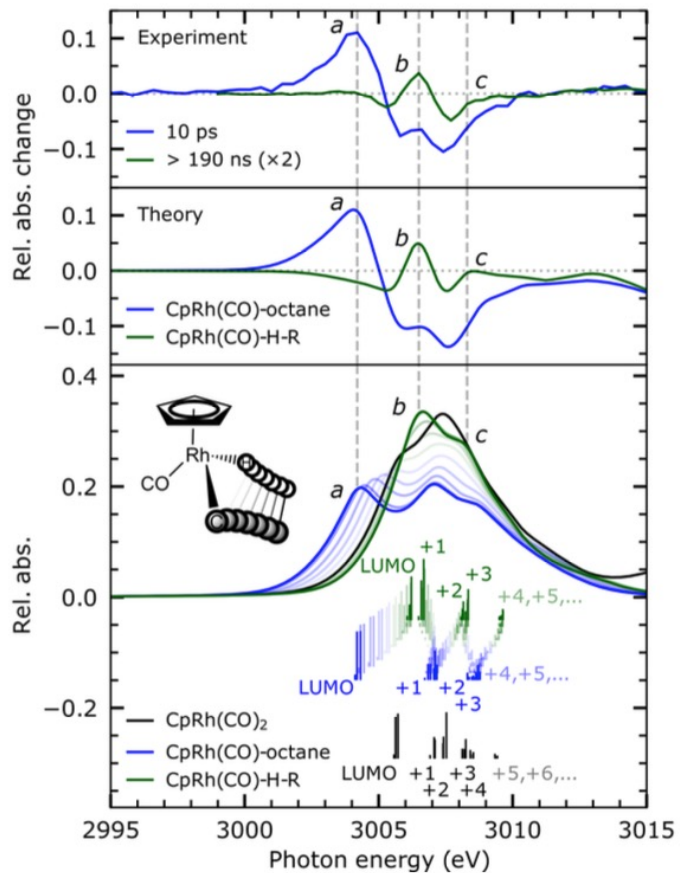 Experiment
0.1
0.0
−0.1
a
b
c
10 ps
> 190 ns (×2)
Rel. abs. change
Theory
0.1
0.0
−0.1
a
b
c
CpRh(CO)-octane
CpRh(CO)-H-R
0.4
0.2
0.0
−0.2
Rel. abs.
Rh
H
C
CO
a
b
c
LUMO +1
+2 +3
+4,+5,...
LUMO +1 +2 +4,+5,...
+3
CpRh(CO)2
CpRh(CO)-octane
CpRh(CO)-H-R
LUMO +1 +3 +5,+6,...
+2 +4
2995 3000 3005 3010 3015
Photon energy (eV)